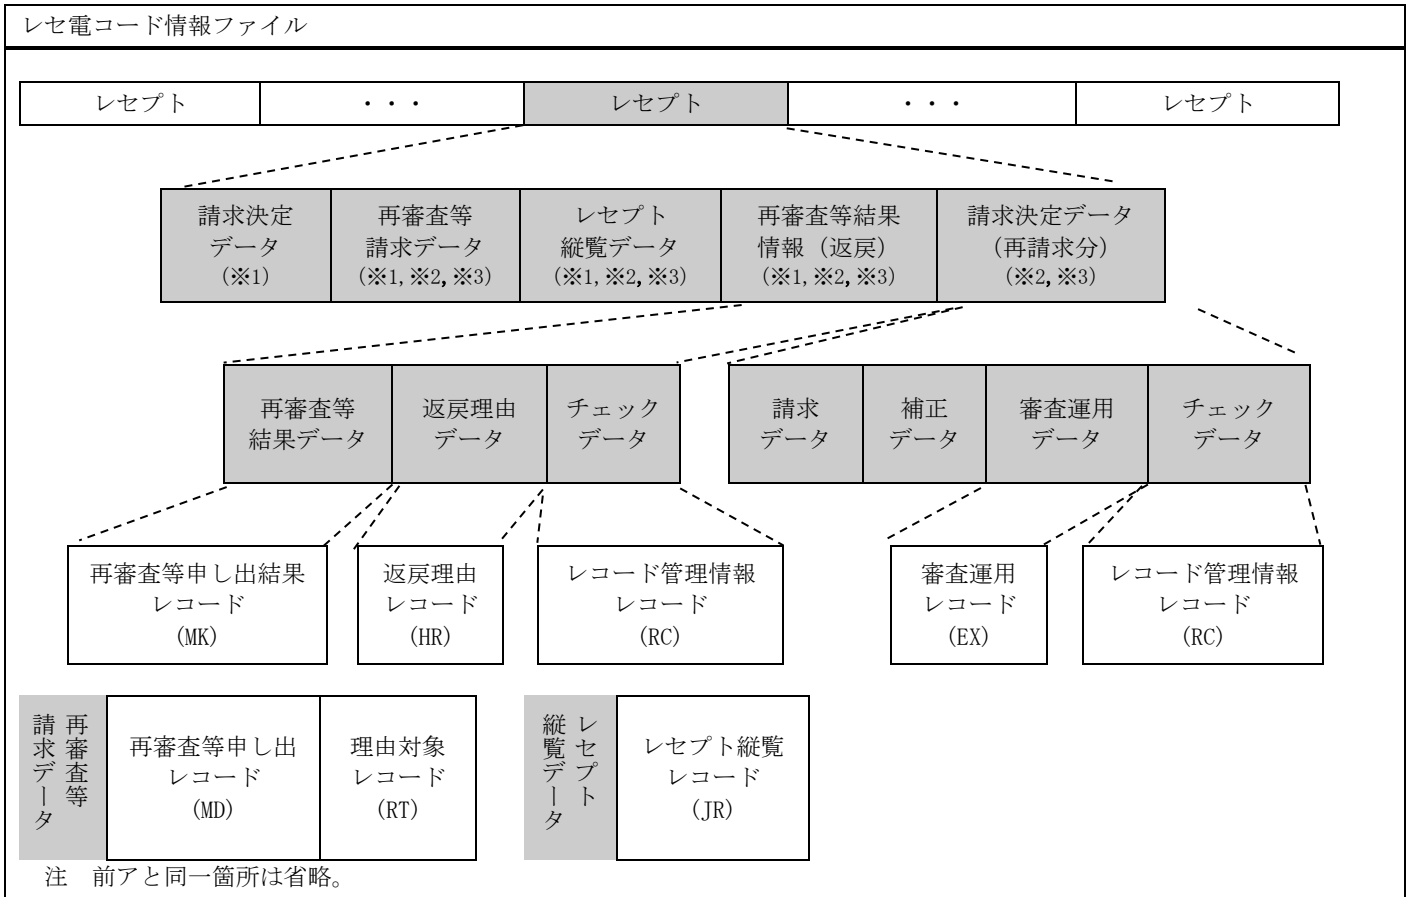 レセ電コード情報ファイル
レセプト
・・・
レセプト
・・・
レセプト
請求決定
データ
(※1)
再審査等
請求データ
(※1,※2,※3)
レセプト
縦覧データ
(※1,※2,※3)
再審査等結果
情報（返戻）
(※1,※2,※3)
請求決定データ
（再請求分）
(※2,※3)
再審査等
結果データ
返戻理由
データ
チェック
データ
請求
データ
補正
データ
審査運用
データ
チェック
データ
再審査等申し出結果
レコード
(MK)
返戻理由
レコード
(HR)
レコード管理情報
レコード
(RC)
審査運用
レコード
(EX)
レコード管理情報
レコード
(RC)
再審査等
請求データ
再審査等申し出
レコード
(MD)
理由対象
レコード
(RT)
レセプト
縦覧データ
レセプト縦覧
レコード
(JR)
注　前アと同一箇所は省略。